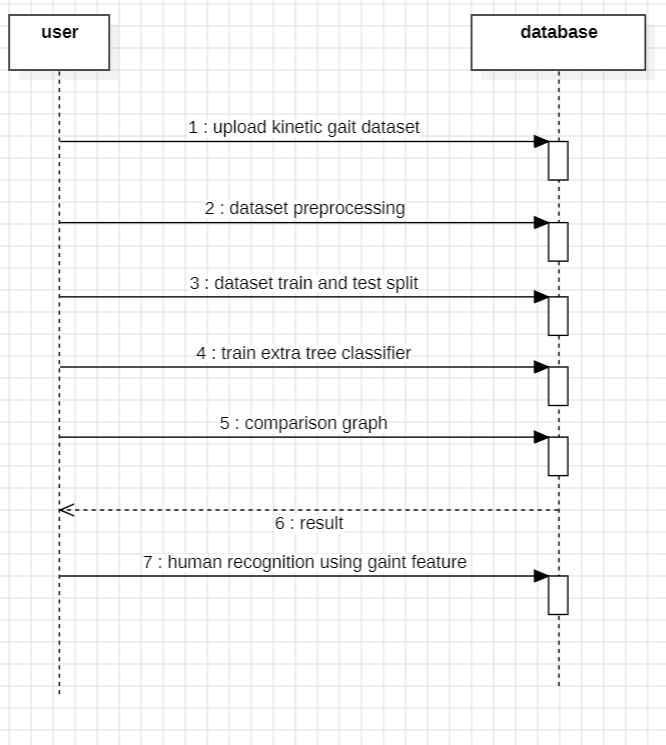 user
database
1 : upload kinetic gait dataset
2 : dataset preprocessing
3 : dataset train and test split
4 : train extra tree classifier
5 : comparison graph
6 : result
7 : human recognition using gaint feature